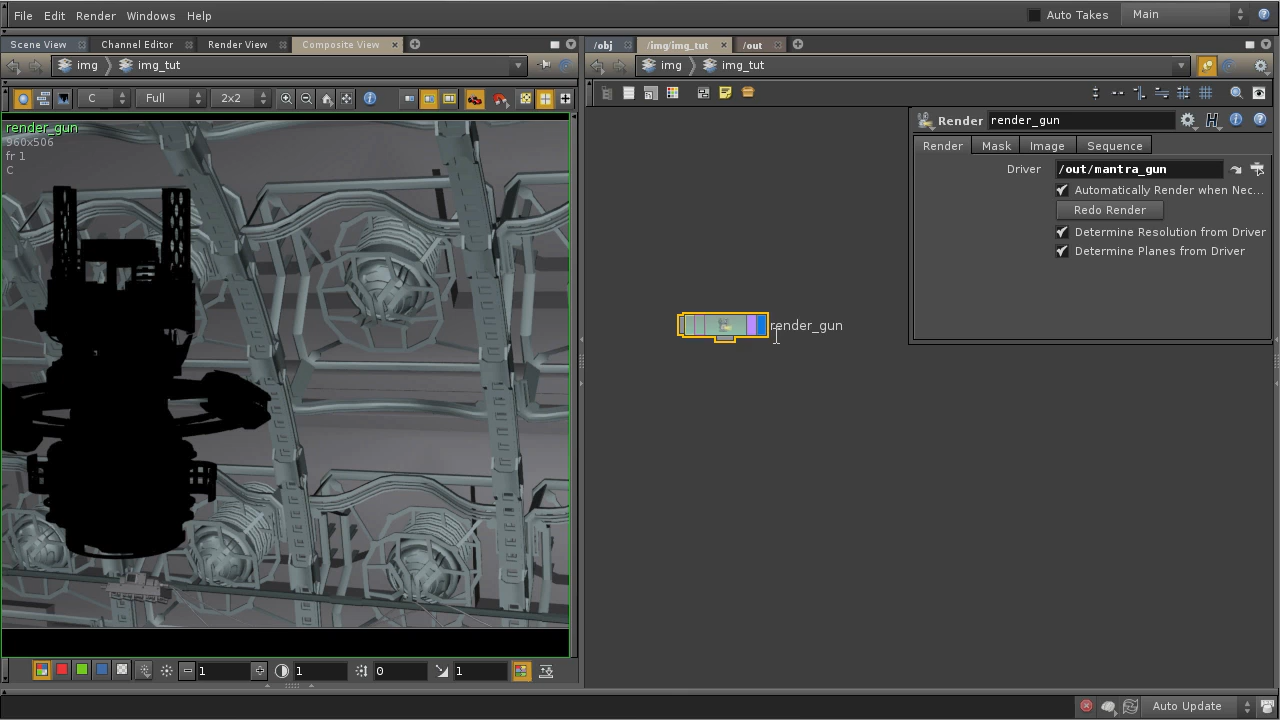 File Edit Render Windows Help
Auto Takes Main
Scene View Channel Editor Render View Composite View
/obj /img/img_tut /out
img img_tut
img img_tut
C Full 2x2
render_gun
960x506
fr 1
C
Render render_gun
Render Mask Image Sequence
Driver /out/mantra_gun
Automatically Render when Nec...
Redo Render
Determine Resolution from Driver
Determine Planes from Driver
render_gun
1 1 0 1
Auto Update